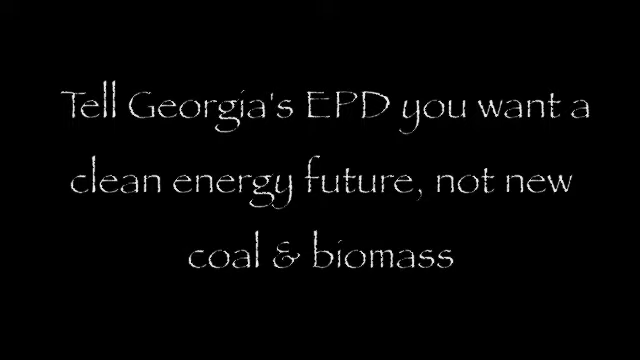 Tell Georgia's EPD you want a
clean energy future, not new
coal & biomass